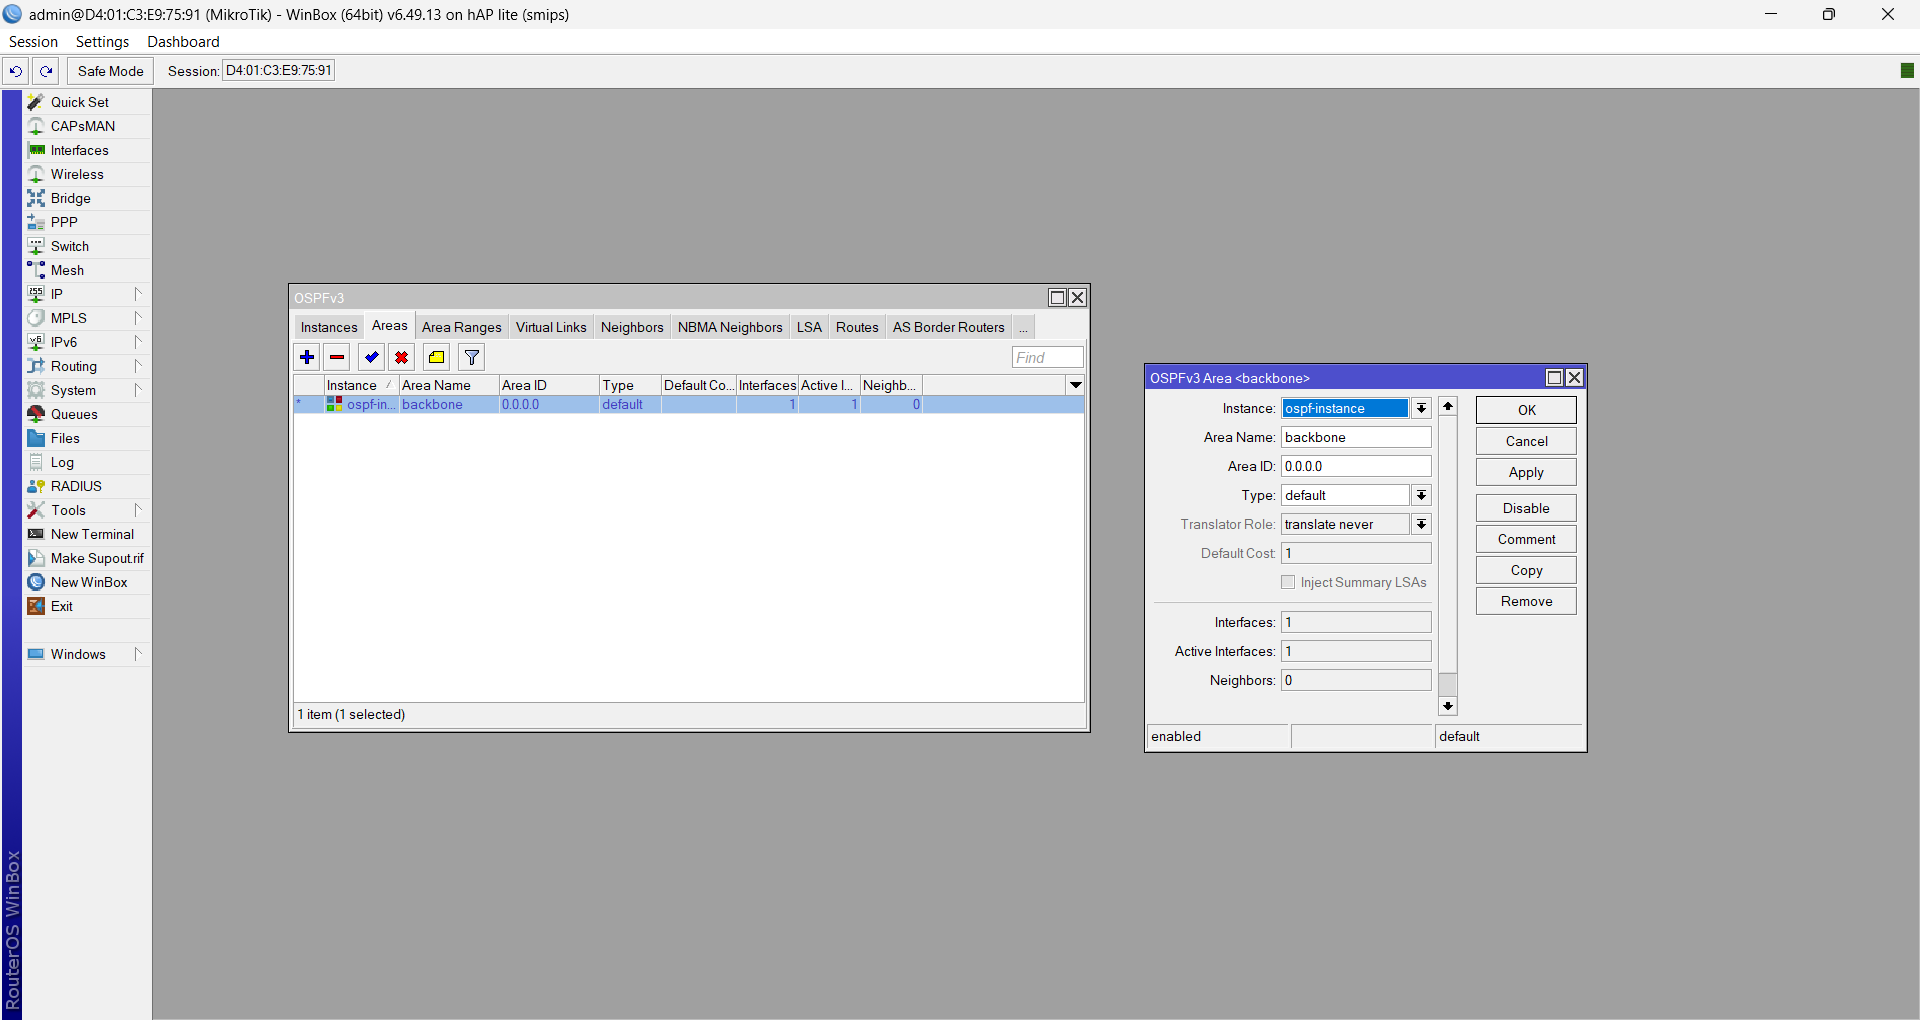 admin@D4:01:C3:E9:75:91 (MikroTik) - WinBox (64bit) v6.49.13 on hAP lite (smips)
Session Settings Dashboard
Safe Mode Session: D4:01:C3:E9:75:91
Quick Set
CAPsMAN
Interfaces
Wireless
Bridge
PPP
Switch
Mesh
IP
MPLS
IPv6
Routing
System
Queues
Files
Log
RADIUS
Tools
New Terminal
Make Supout.rif
New WinBox
Exit
Windows
RouterOS WinBox
OSPFv3
Instances Areas Area Ranges Virtual Links Neighbors NBMA Neighbors LSA Routes AS Border Routers ...
Find
Instance Area Name Area ID Type Default Co... Interfaces Active I... Neighb...
* ospf-in... backbone 0.0.0.0 default 1 1 0
1 item (1 selected)
OSPFv3 Area <backbone>
Instance: ospf-instance
Area Name: backbone
Area ID: 0.0.0.0
Type: default
Translator Role: translate never
Default Cost: 1
Inject Summary LSAs
Interfaces: 1
Active Interfaces: 1
Neighbors: 0
OK
Cancel
Apply
Disable
Comment
Copy
Remove
enabled default